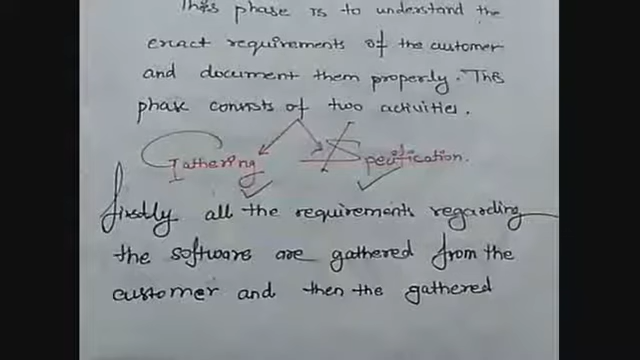 This phase is to understand the
exact requirements of the customer
and document them properly. This
phase consists of two activities.
Gathering Specification.
Firstly all the requirements regarding
the software are gathered from the
customer and then the gathered